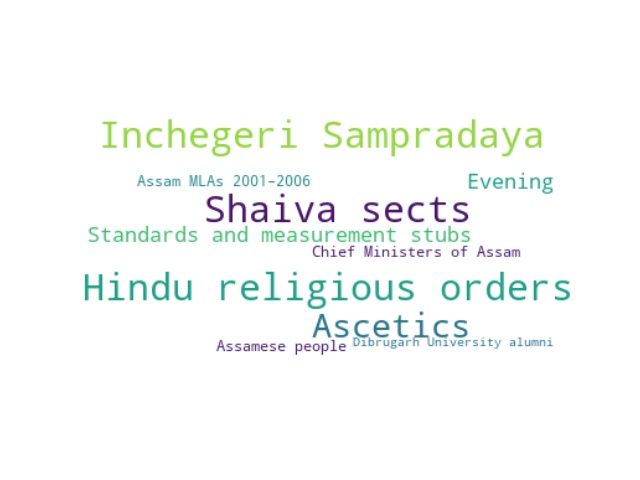 Inchegeri Sampradaya
Assam MLAs 2001–2006
Evening
Shaiva sects
Standards and measurement stubs
Chief Ministers of Assam
Hindu religious orders
Ascetics
Assamese people
Dibrugarh University alumni